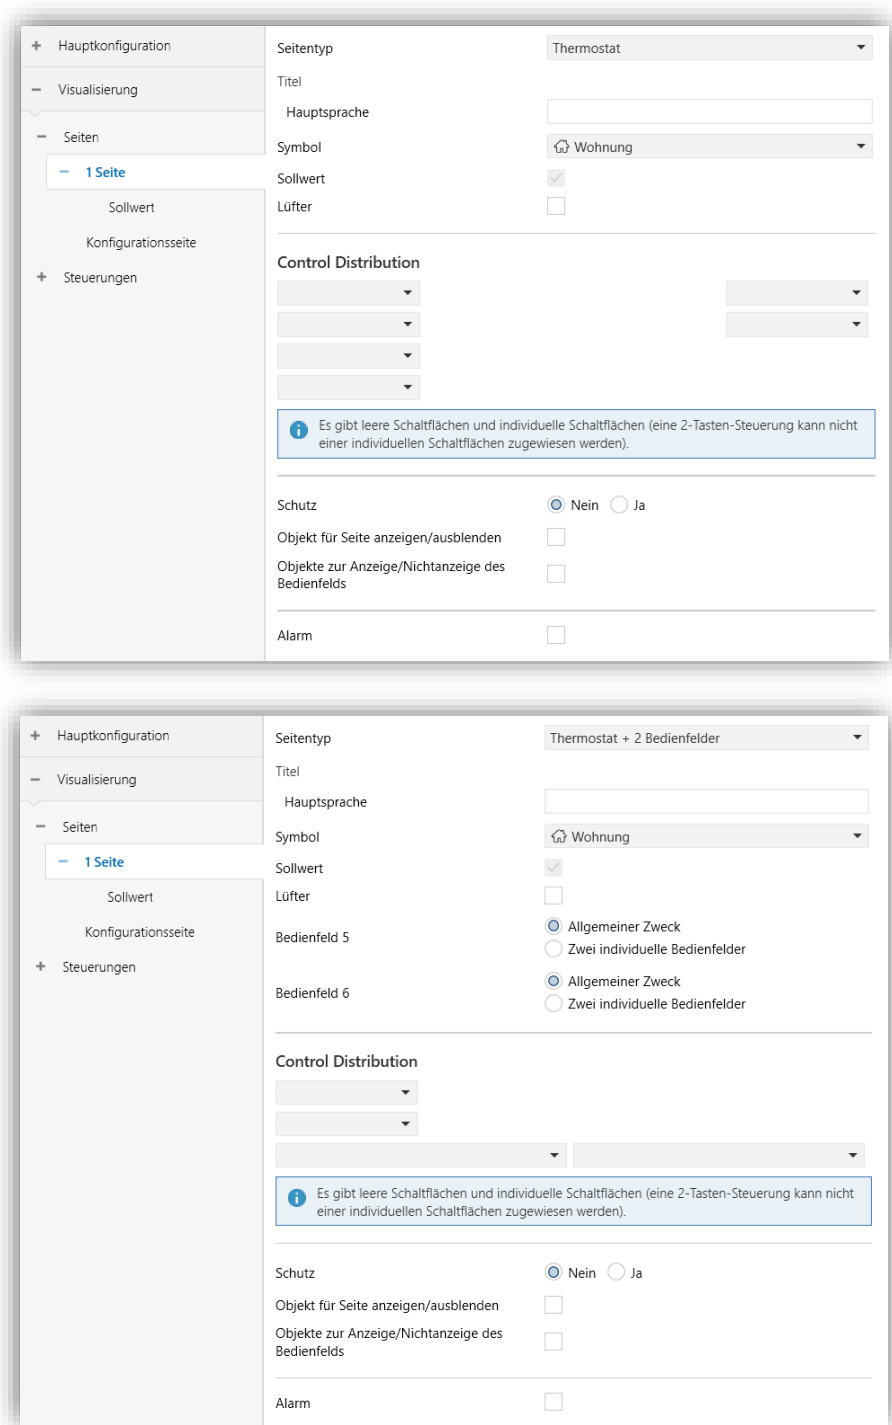 Hauptkonfiguration
Visualisierung
Seiten
1 Seite
Sollwert
Konfigurationsseite
Steuerungen
Seitentyp
Thermostat
Titel
Hauptsprache
Symbol
Wohnung
Sollwert
Lüfter
Control Distribution
Es gibt leere Schaltflächen und individuelle Schaltflächen (eine 2-Tasten-Steuerung kann nicht
einer individuellen Schaltflächen zugewiesen werden).
Schutz
Nein
Ja
Objekt für Seite anzeigen/ausblenden
Objekte zur Anzeige/Nichtanzeige des
Bedienfelds
Alarm
Hauptkonfiguration
Visualisierung
Seiten
1 Seite
Sollwert
Konfigurationsseite
Steuerungen
Seitentyp
Thermostat + 2 Bedienfelder
Titel
Hauptsprache
Symbol
Wohnung
Sollwert
Lüfter
Bedienfeld 5
Allgemeiner Zweck
Zwei individuelle Bedienfelder
Bedienfeld 6
Allgemeiner Zweck
Zwei individuelle Bedienfelder
Control Distribution
Es gibt leere Schaltflächen und individuelle Schaltflächen (eine 2-Tasten-Steuerung kann nicht
einer individuellen Schaltflächen zugewiesen werden).
Schutz
Nein
Ja
Objekt für Seite anzeigen/ausblenden
Objekte zur Anzeige/Nichtanzeige des
Bedienfelds
Alarm